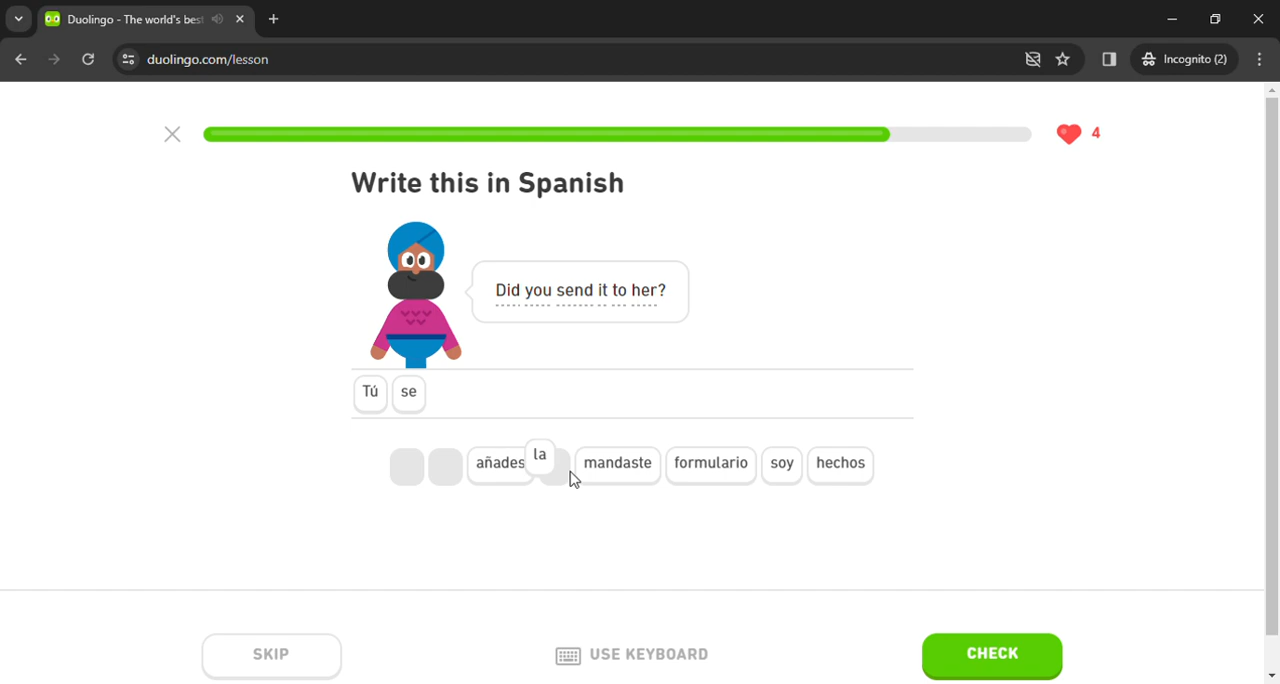 Duolingo - The world's bes
duolingo.com/lesson
Incognito (2)
4
Write this in Spanish
Did you send it to her?
Tú se
añades la mandaste formulario soy hechos
SKIP
USE KEYBOARD
CHECK